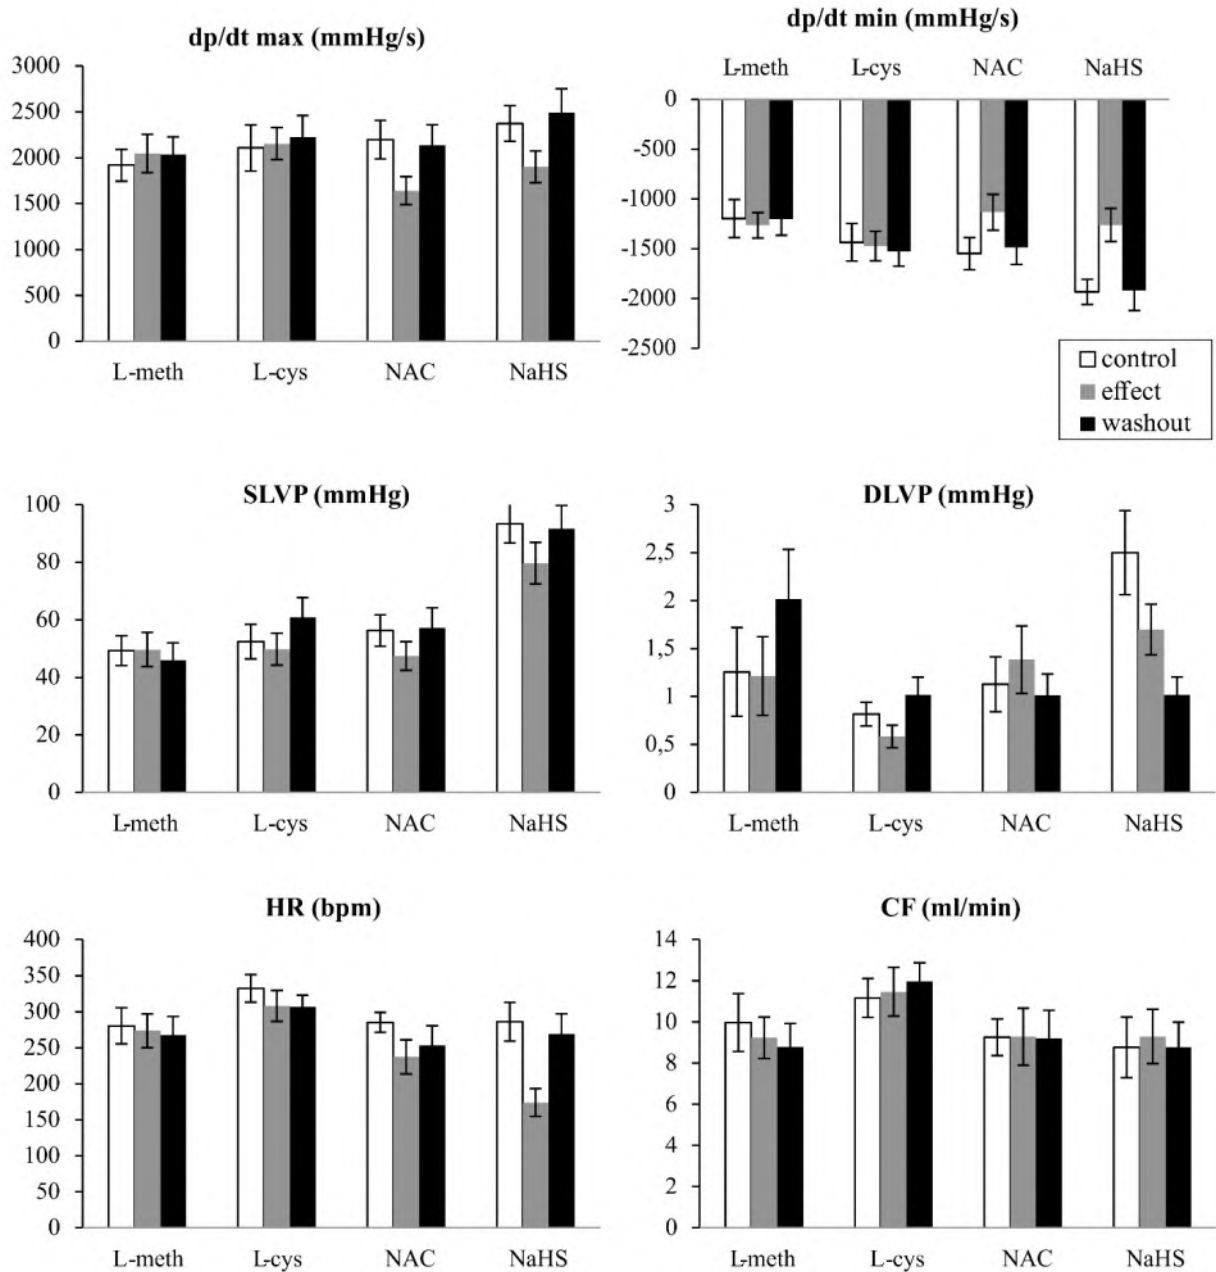 dp/dt max (mmHg/s)
3000
2500
2000
1500
1000
500
0
L-meth L-cys NAC NaHS
dp/dt min (mmHg/s)
L-meth L-cys NAC NaHS
0
-500
-1000
-1500
-2000
-2500
control
effect
washout
SLVP (mmHg)
100
80
60
40
20
0
L-meth L-cys NAC NaHS
DLVP (mmHg)
3
2,5
2
1,5
1
0,5
0
L-meth L-cys NAC NaHS
HR (bpm)
400
350
300
250
200
150
100
50
0
L-meth L-cys NAC NaHS
CF (ml/min)
14
12
10
8
6
4
2
0
L-meth L-cys NAC NaHS